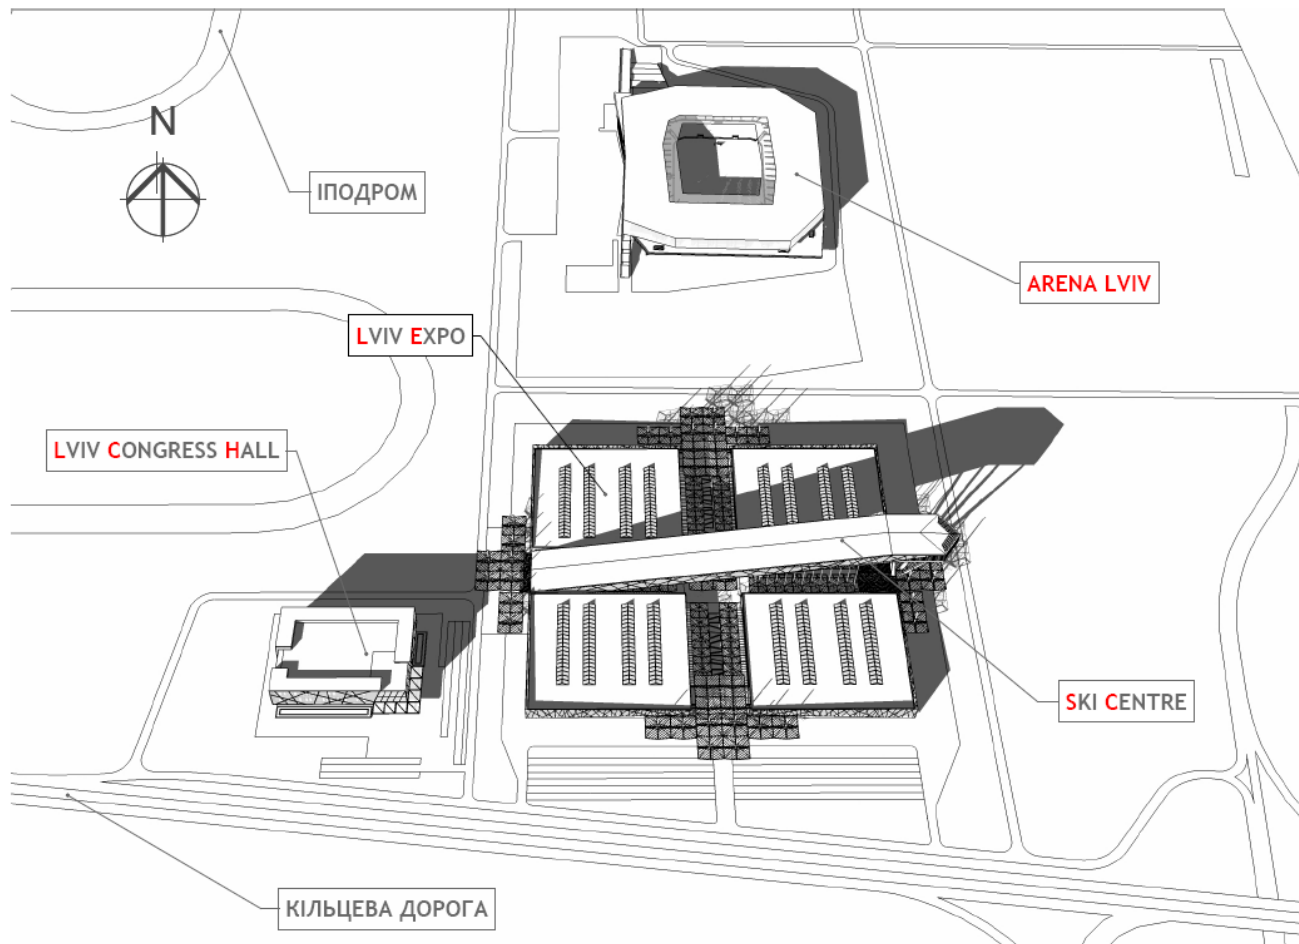 N
ІПОДРОМ
ARENA LVIV
LVIV EXPO
LVIV CONGRESS HALL
SKI CENTRE
КІЛЬЦЕВА ДОРОГА